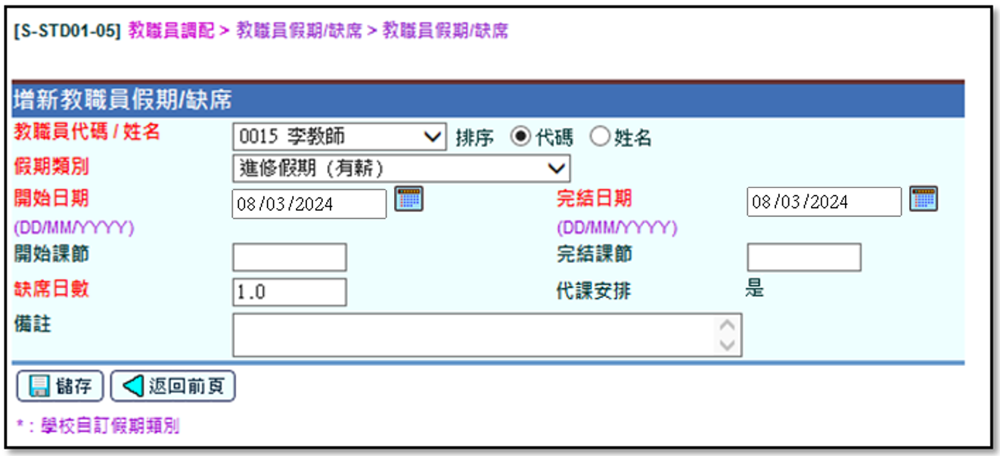 [S-STD01-05] 教職員調配 > 教職員假期/缺席 > 教職員假期/缺席
增新教職員假期/缺席
教職員代碼 / 姓名 0015 李教師 排序 代碼 姓名
假期類別 進修假期 (有薪)
開始日期 08/03/2024 完結日期 08/03/2024
(DD/MM/YYYY) (DD/MM/YYYY)
開始課節 完結課節
缺席日數 1.0 代課安排 是
備註
儲存 返回前頁
* : 學校自訂假期類別